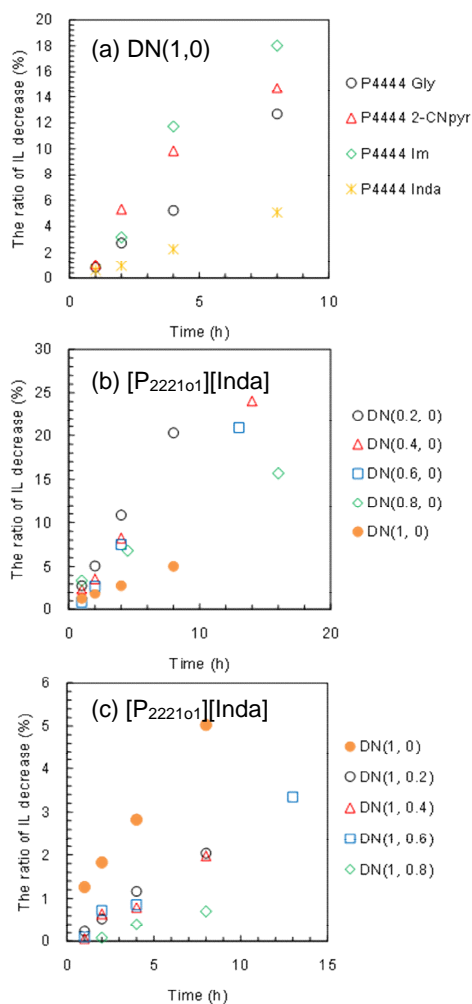 (a) DN(1,0)
The ratio of IL decrease (%)
20
18
16
14
12
10
8
6
4
2
0
0 5 10
Time (h)
P4444 Gly
P4444 2-CNpyr
P4444 Im
P4444 Inda
(b) [P2221o1][Inda]
The ratio of IL decrease (%)
30
25
20
15
10
5
0
0 10 20
Time (h)
DN(0.2, 0)
DN(0.4, 0)
DN(0.6, 0)
DN(0.8, 0)
DN(1, 0)
(c) [P2221o1][Inda]
The ratio of IL decrease (%)
6
5
4
3
2
1
0
0 5 10 15
Time (h)
DN(1, 0)
DN(1, 0.2)
DN(1, 0.4)
DN(1, 0.6)
DN(1, 0.8)